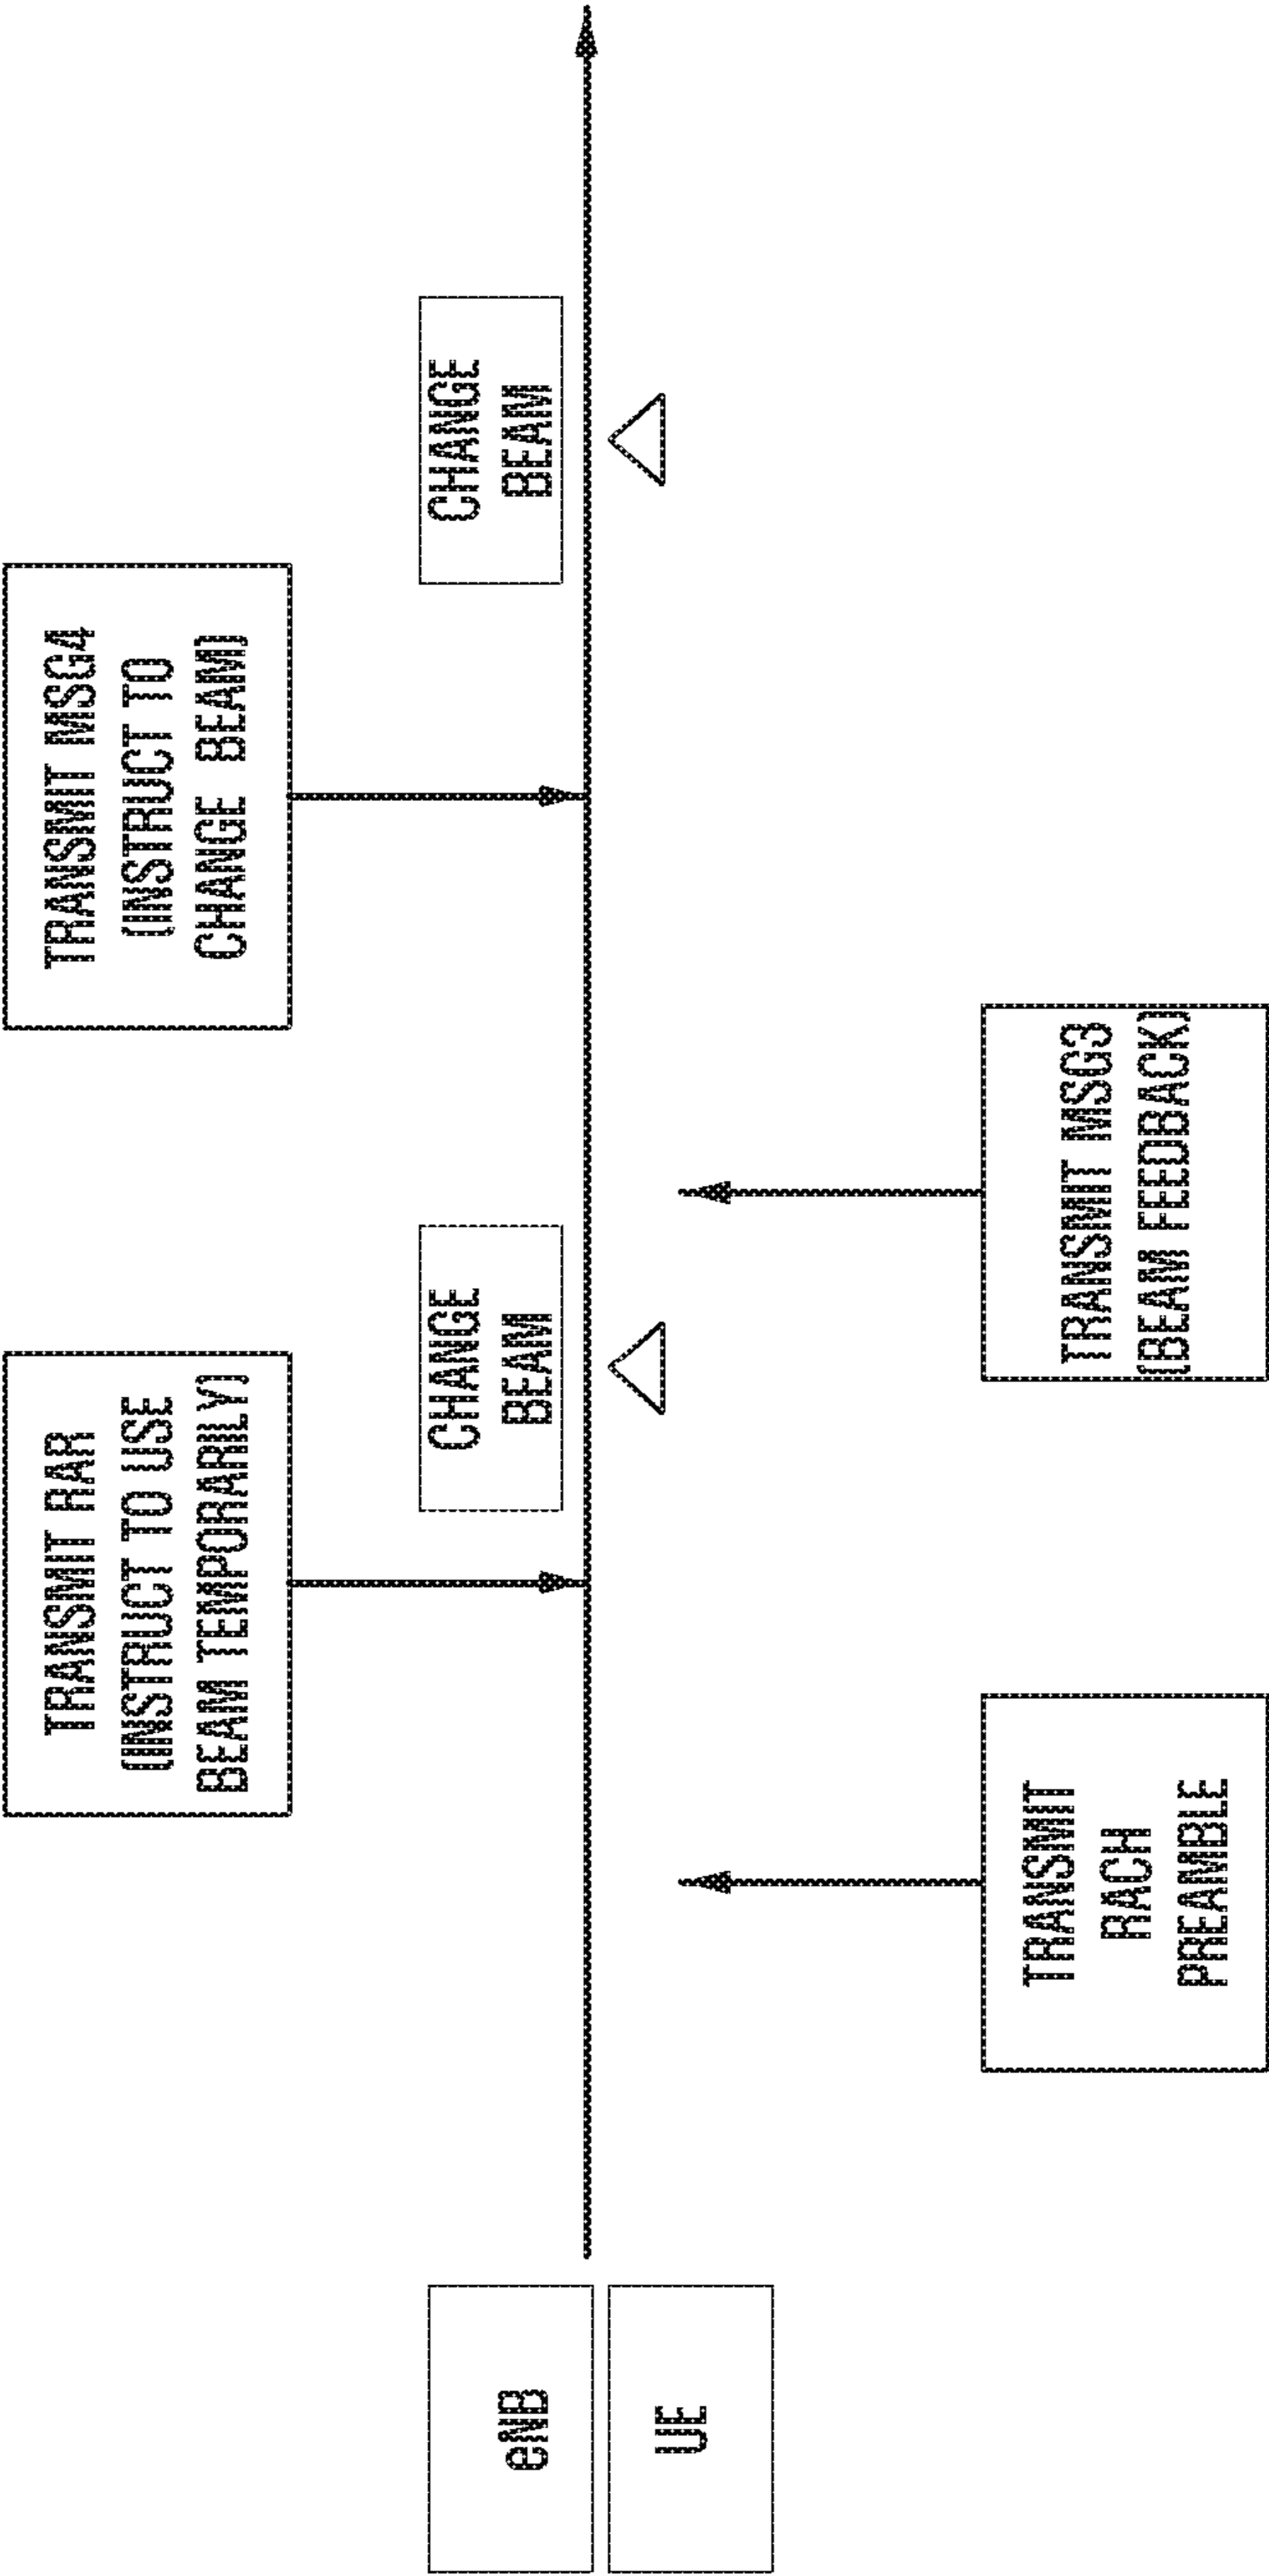 eNB
UE
TRANSMIT RAR
(INSTRUCT TO USE
BEAM TEMPORARILY)
TRANSMIT MSG4
(INSTRUCT TO
CHANGE BEAM)
CHANGE
BEAM
CHANGE
BEAM
TRANSMIT
RACH
PREAMBLE
TRANSMIT MSG3
(BEAM FEEDBACK)